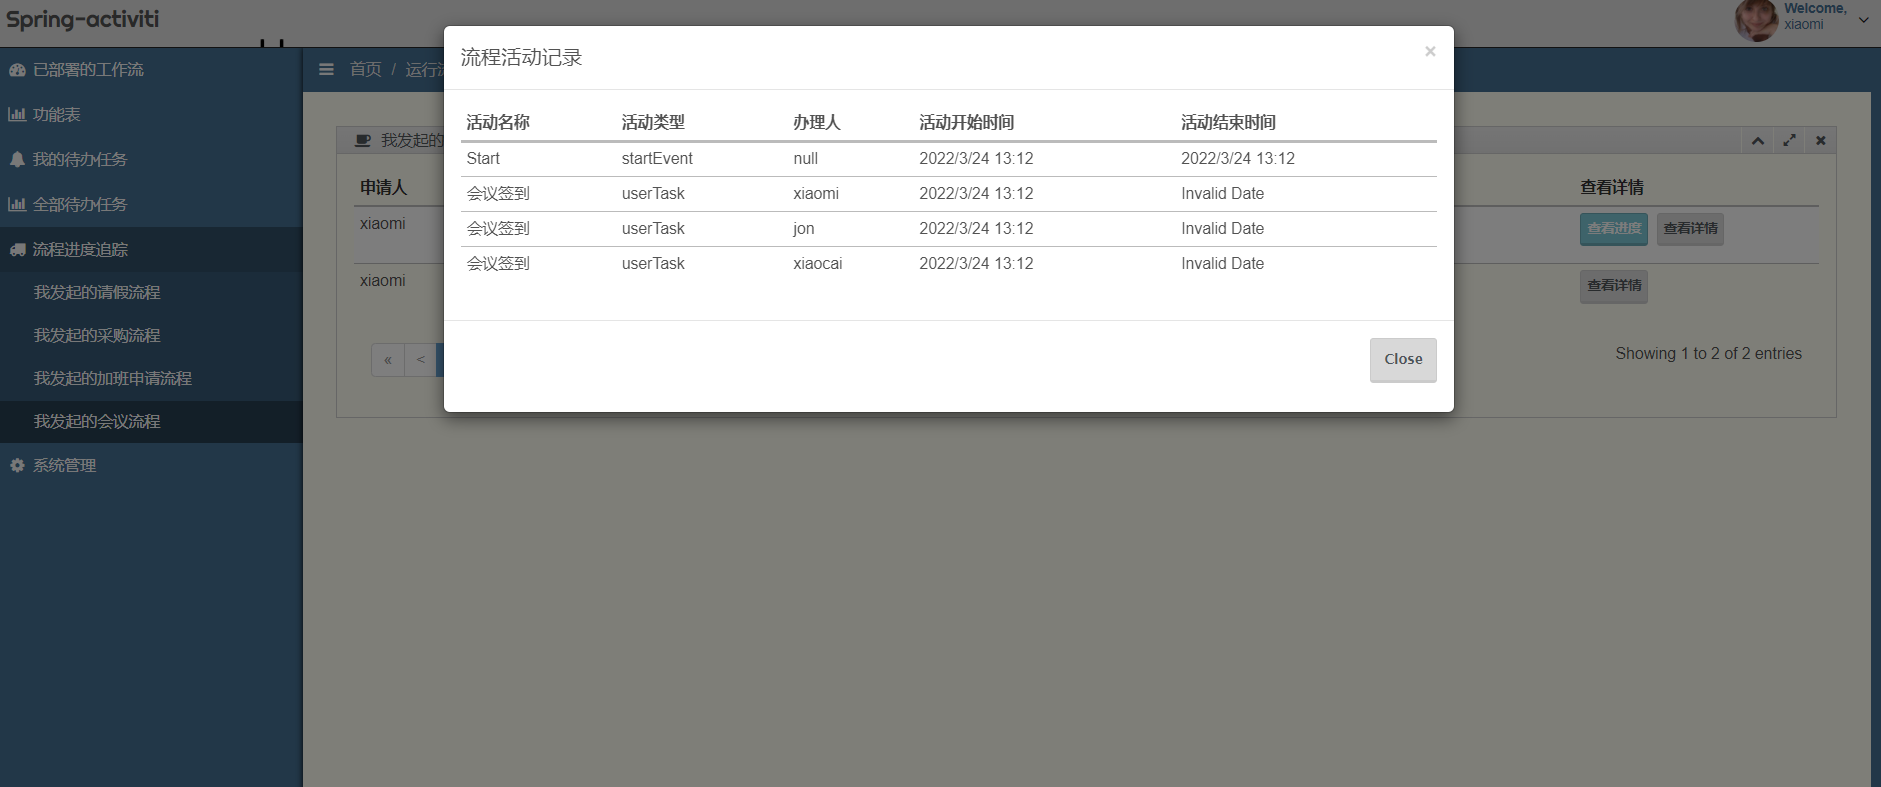 Spring-activiti
Welcome,
xiaomi
已部署的工作流
功能表
我的待办任务
全部待办任务
流程进度追踪
我发起的请假流程
我发起的采购流程
我发起的加班申请流程
我发起的会议流程
系统管理
首页 / 运行
我发起的
申请人 查看详情
xiaomi 查看进度 查看详情
xiaomi 查看详情
« <
Showing 1 to 2 of 2 entries
流程活动记录 ×
活动名称 活动类型 办理人 活动开始时间 活动结束时间
Start startEvent null 2022/3/24 13:12 2022/3/24 13:12
会议签到 userTask xiaomi 2022/3/24 13:12 Invalid Date
会议签到 userTask jon 2022/3/24 13:12 Invalid Date
会议签到 userTask xiaocai 2022/3/24 13:12 Invalid Date
Close